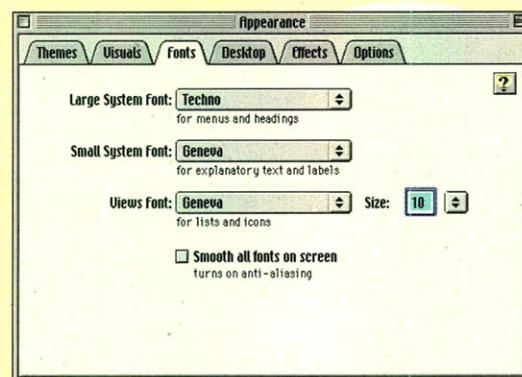 Appearance
Themes Visuals Fonts Desktop Effects Options
?
Large System Font: Techno
for menus and headings
Small System Font: Geneva
for explanatory text and labels
Views Font: Geneva Size: 10
for lists and icons
Smooth all fonts on screen
turns on anti-aliasing